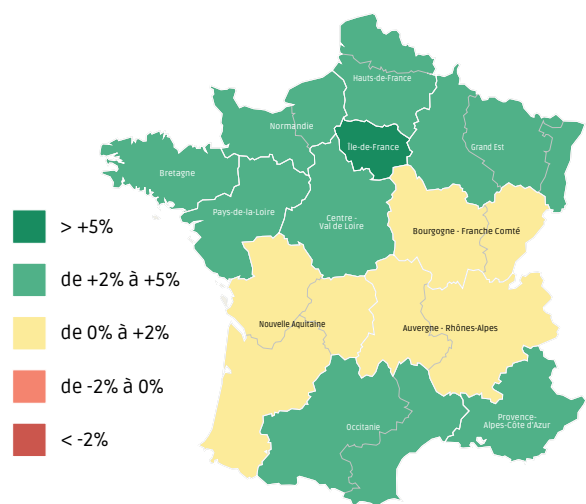 Hauts-de-France
Normandie
Île-de-France
Grand Est
Bretagne
Pays-de-la-Loire
Centre -
Val de Loire
Bourgogne - Franche Comté
Nouvelle Aquitaine
Auvergne - Rhônes-Alpes
Occitanie
Provence-
Alpes-Côte d'Azur
> +5%
de +2% à +5%
de 0% à +2%
de -2% à 0%
< -2%